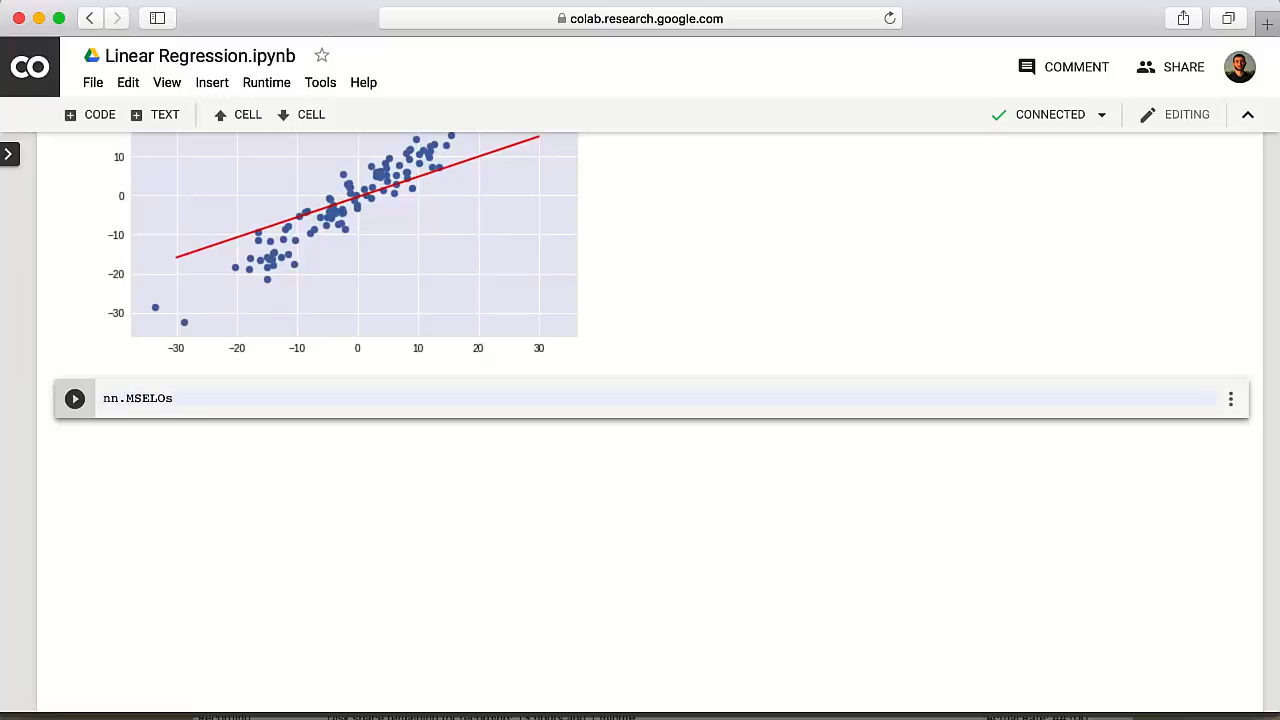 colab.research.google.com
CO
Linear Regression.ipynb
COMMENT
SHARE
File Edit View Insert Runtime Tools Help
CODE TEXT CELL CELL
CONNECTED
EDITING
10
0
−10
−20
−30
−30 −20 −10 0 10 20 30
nn.MSELOs